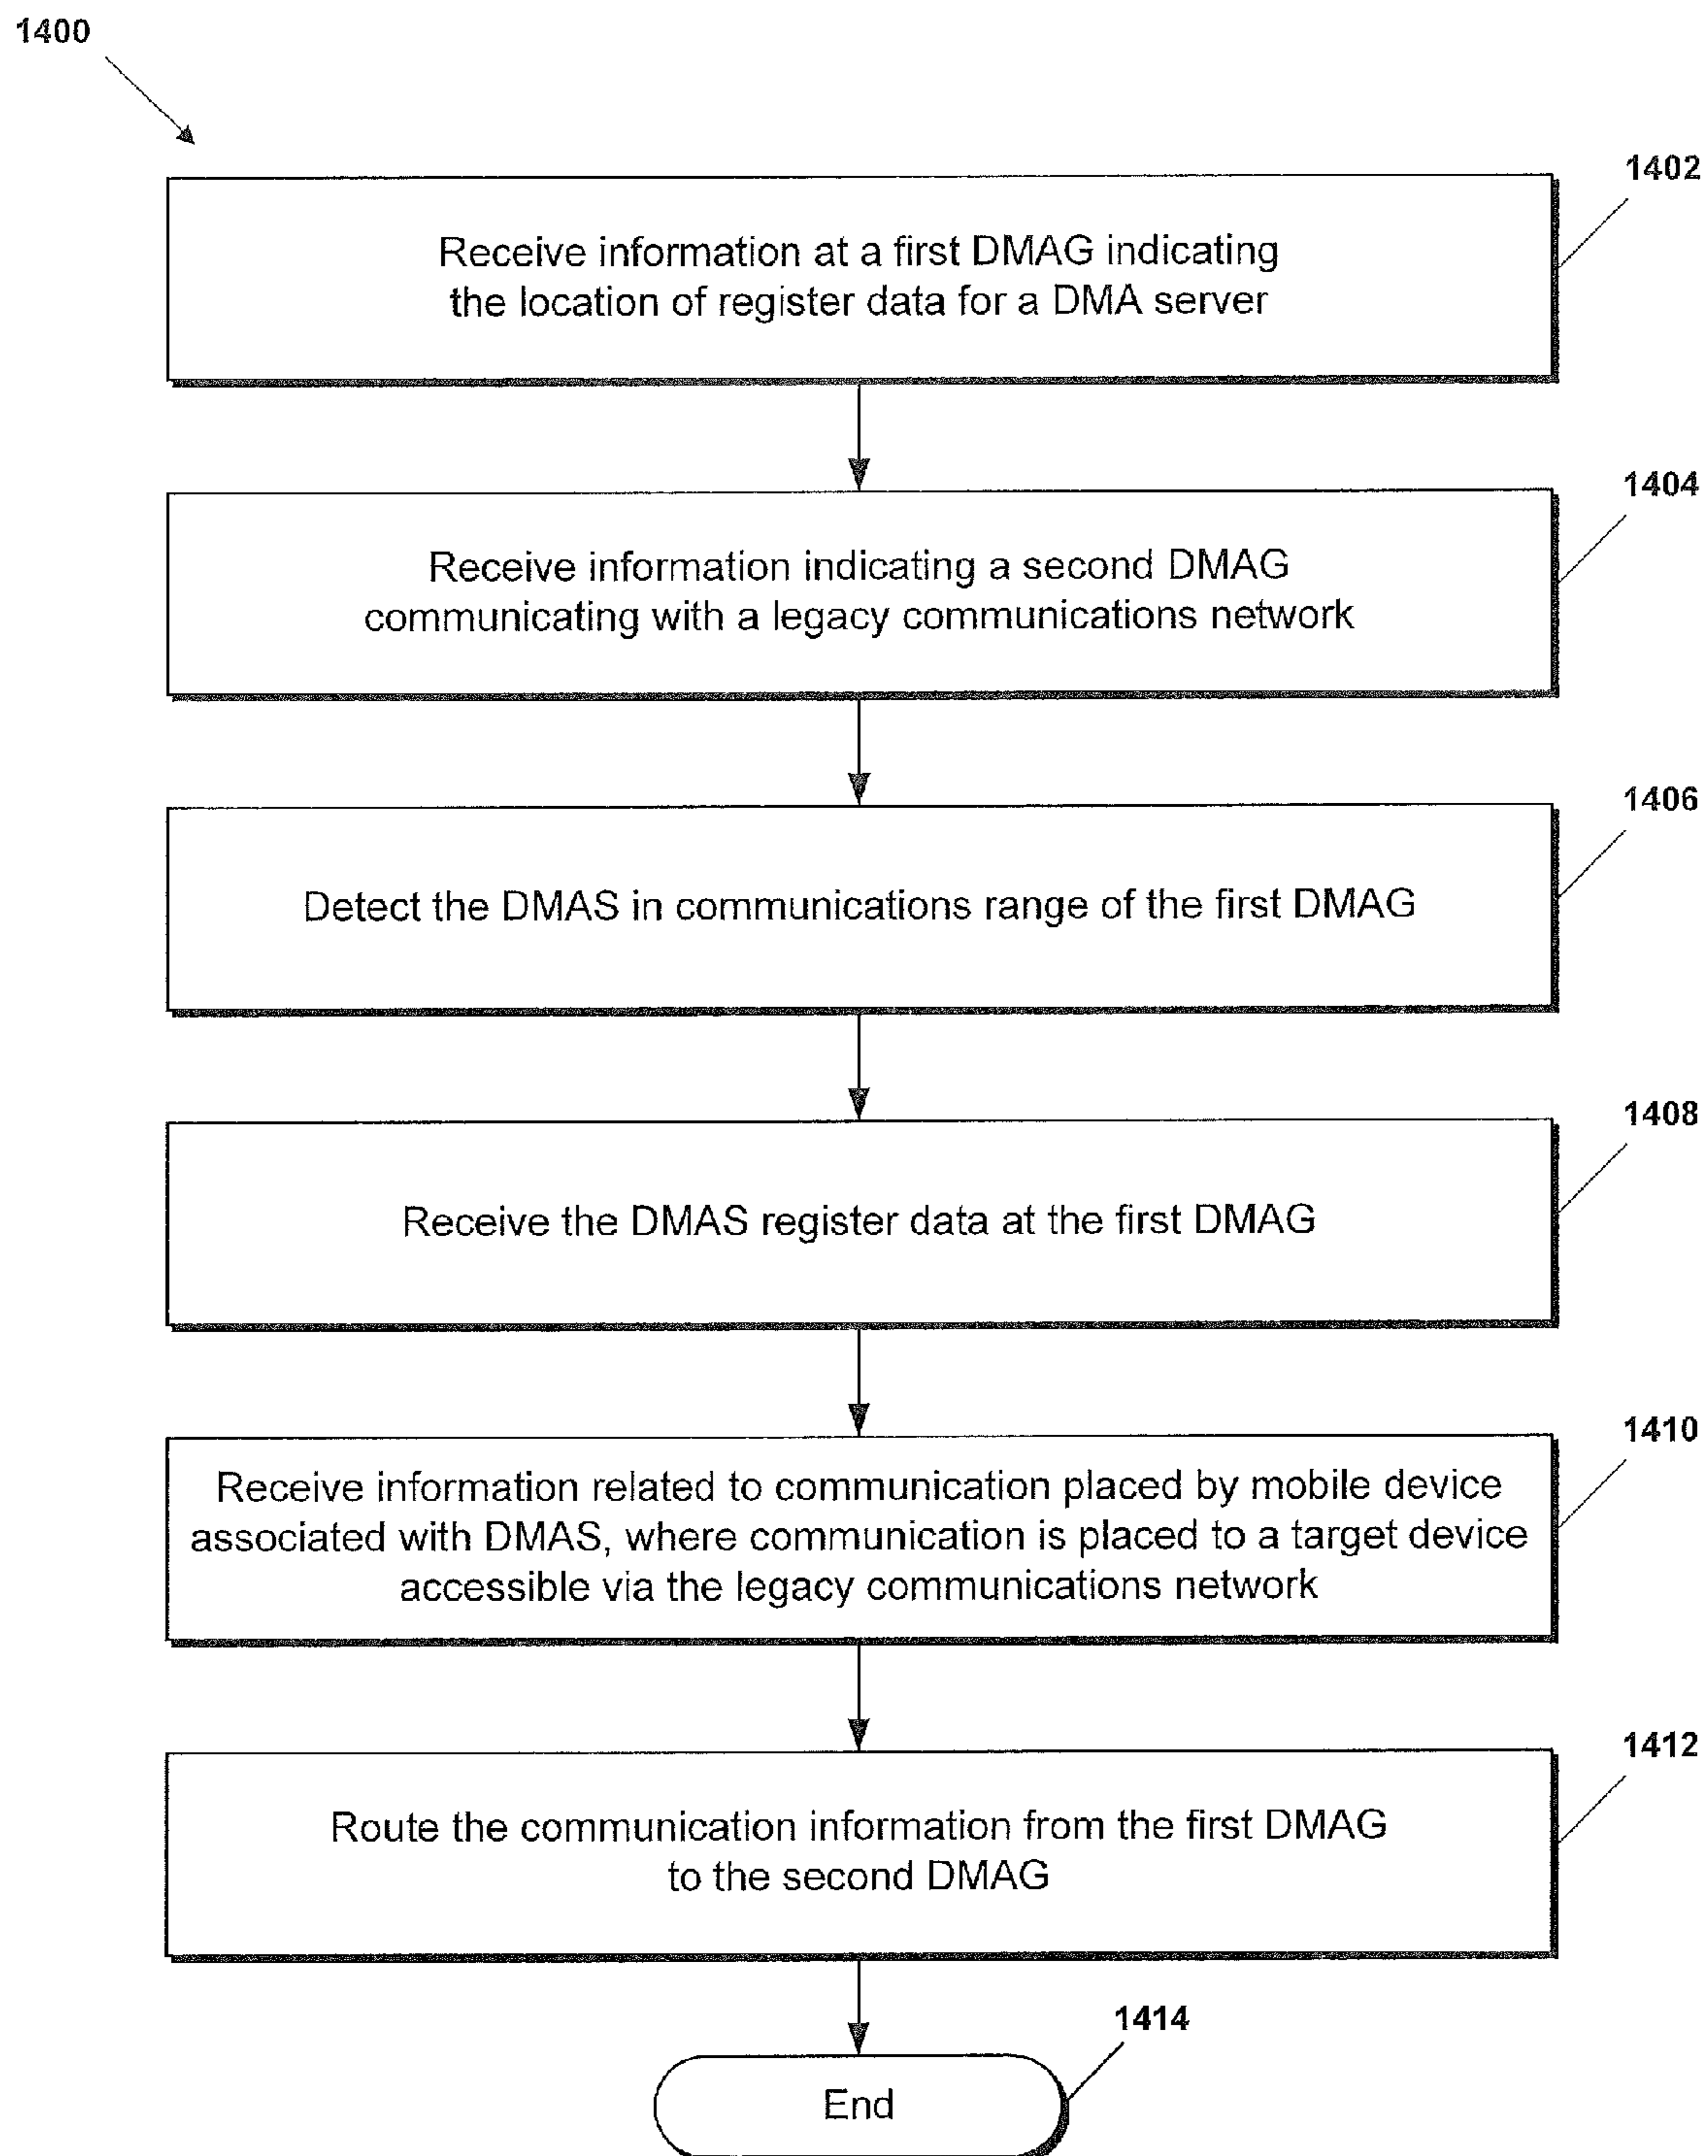 1400
1402
Receive information at a first DMAG indicating
the location of register data for a DMA server
1404
Receive information indicating a second DMAG
communicating with a legacy communications network
1406
Detect the DMAS in communications range of the first DMAG
1408
Receive the DMAS register data at the first DMAG
1410
Receive information related to communication placed by mobile device
associated with DMAS, where communication is placed to a target device
accessible via the legacy communications network
1412
Route the communication information from the first DMAG
to the second DMAG
1414
End